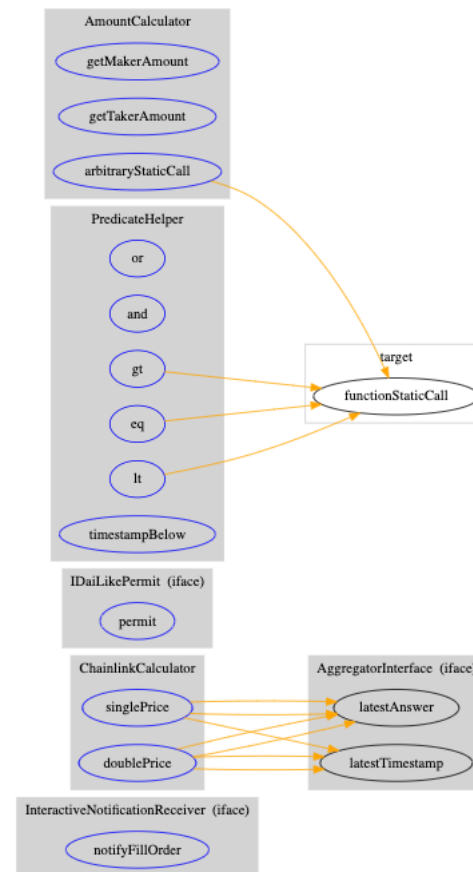 AmountCalculator
getMakerAmount
getTakerAmount
arbitraryStaticCall
PredicateHelper
or
and
gt
eq
lt
timestampBelow
target
functionStaticCall
IDaiLikePermit (iface)
permit
ChainlinkCalculator
singlePrice
doublePrice
AggregatorInterface (iface)
latestAnswer
latestTimestamp
InteractiveNotificationReceiver (iface)
notifyFillOrder